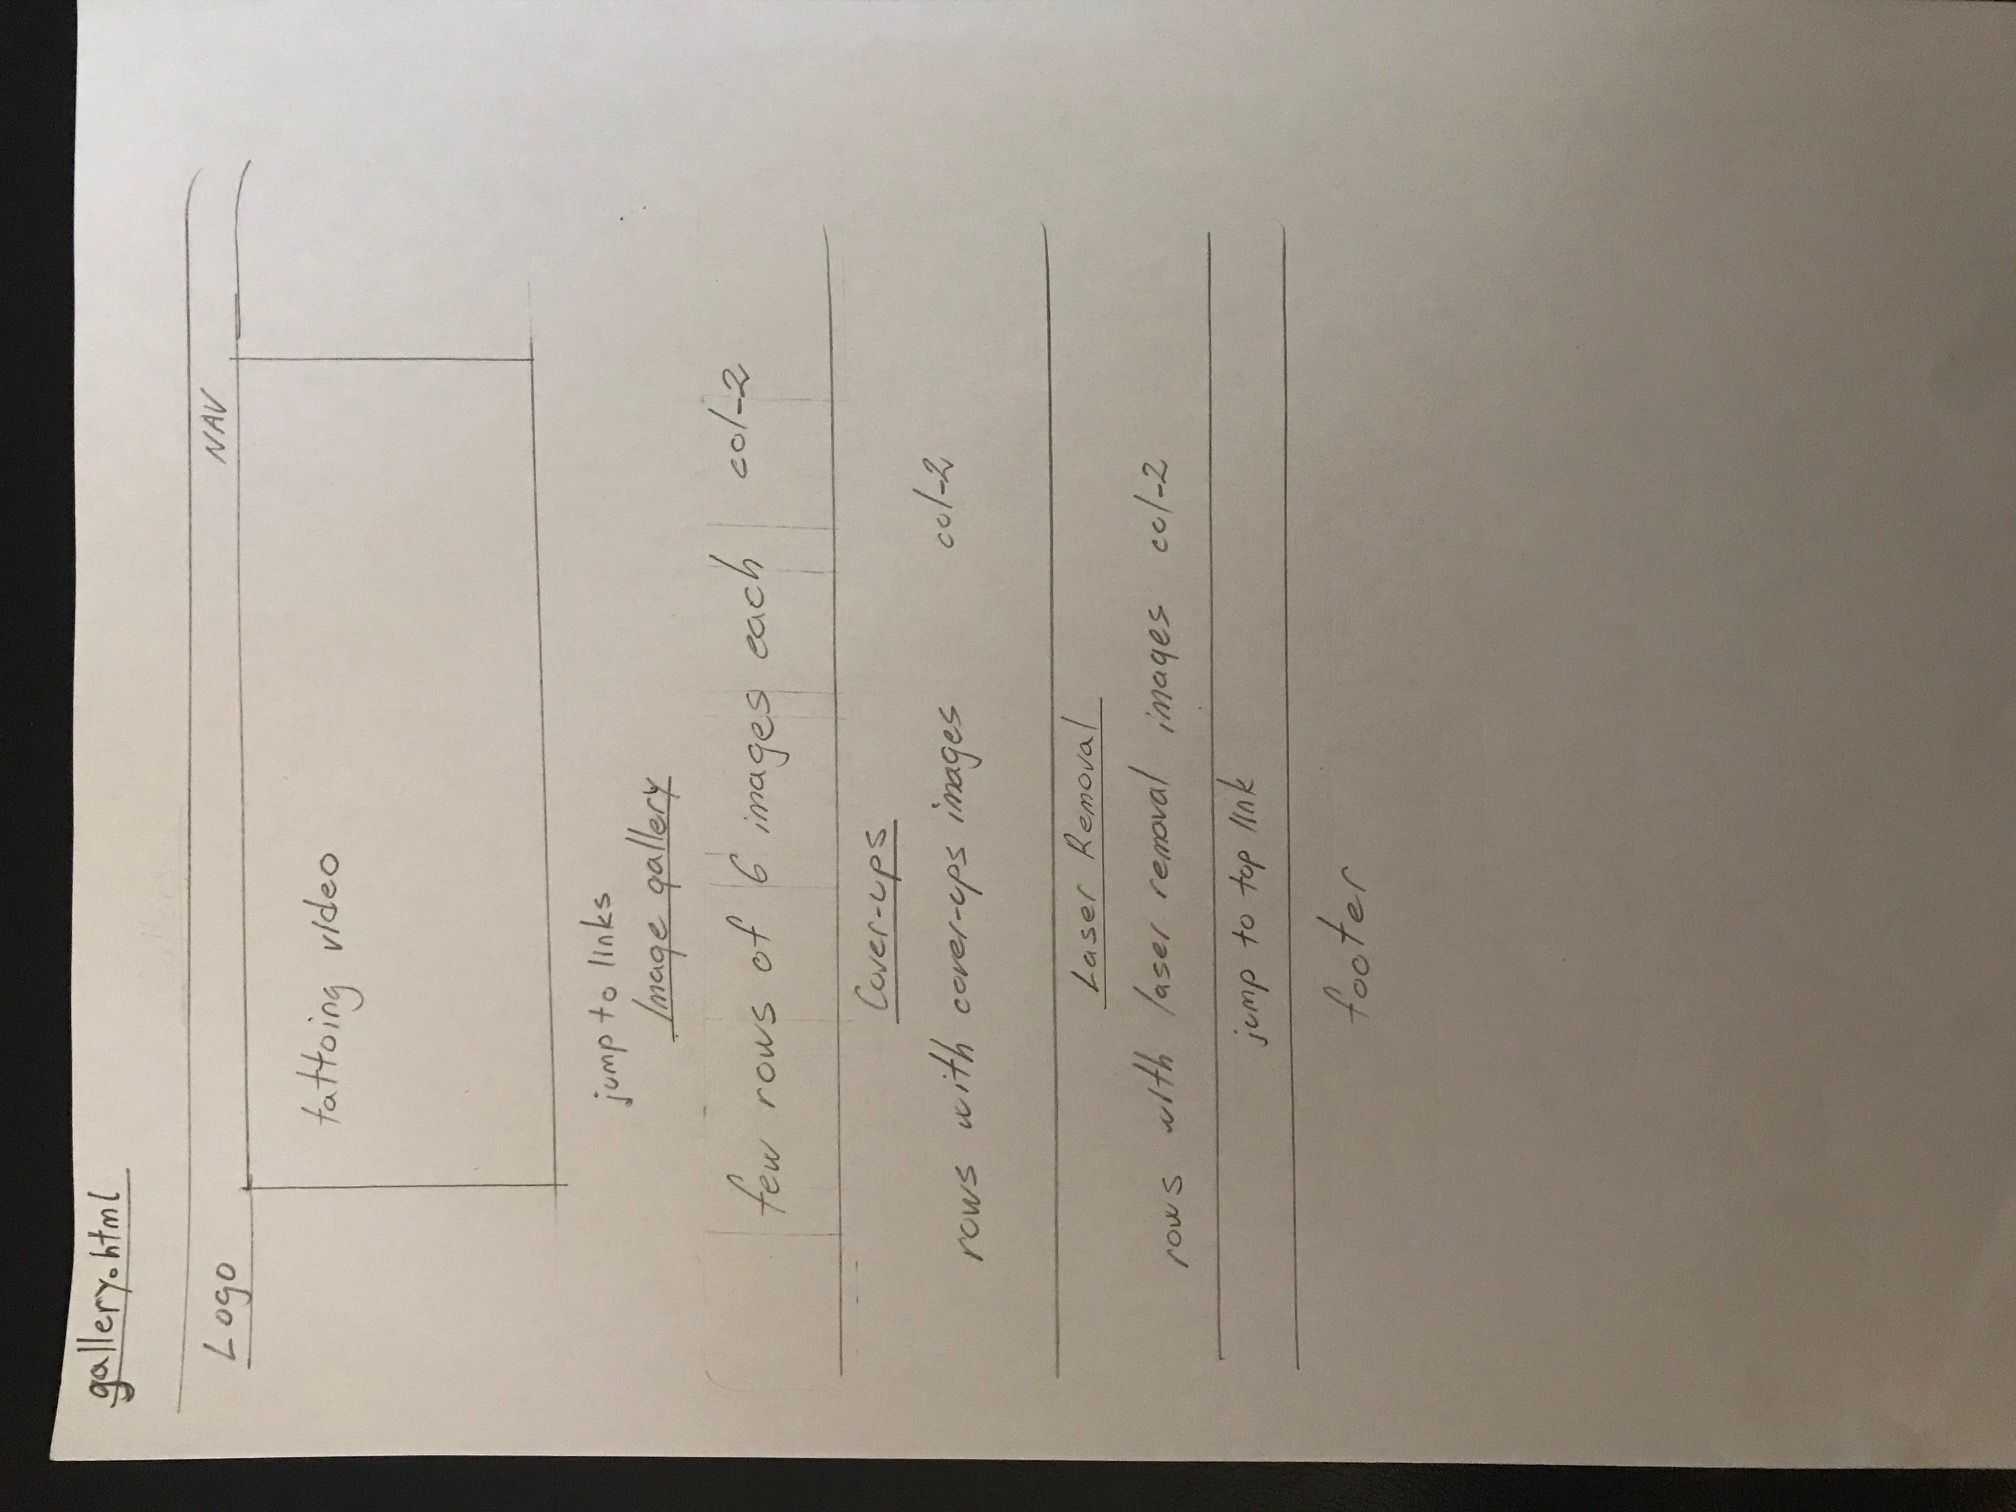 gallery.html
Logo NAV
tattoing video
jump to links
Image gallery
few rows of 6 images each col-2
Cover-ups
rows with cover-ups images col-2
Laser Removal
rows with laser removal images col-2
jump to top link
footer